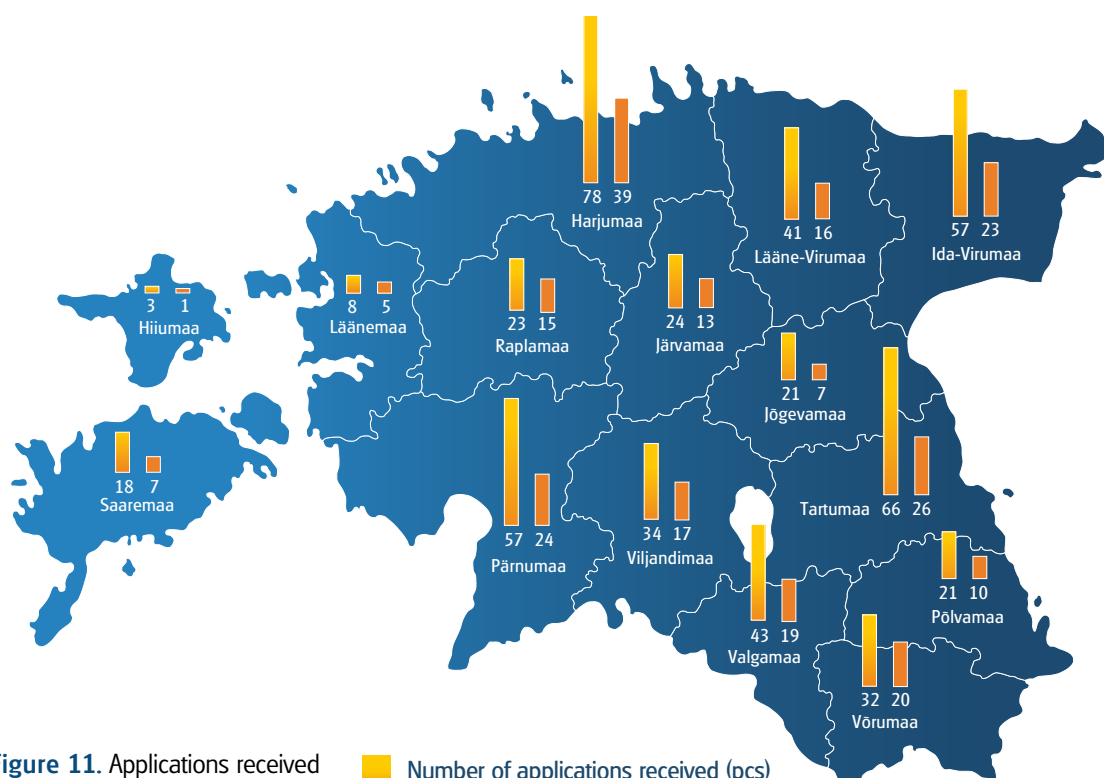 78 39
Harjumaa
41 16
Lääne-Virumaa
57 23
Ida-Virumaa
3 1
Hiiumaa
8 5
Läänemaa
23 15
Raplamaa
24 13
Järvamaa
21 7
Jõgevamaa
18 7
Saaremaa
57 24
Pärnumaa
34 17
Viljandimaa
Tartumaa 66 26
21 10
Põlvamaa
43 19
Valgamaa
32 20
Võrumaa
igure 11. Applications received
Number of applications received (pcs)